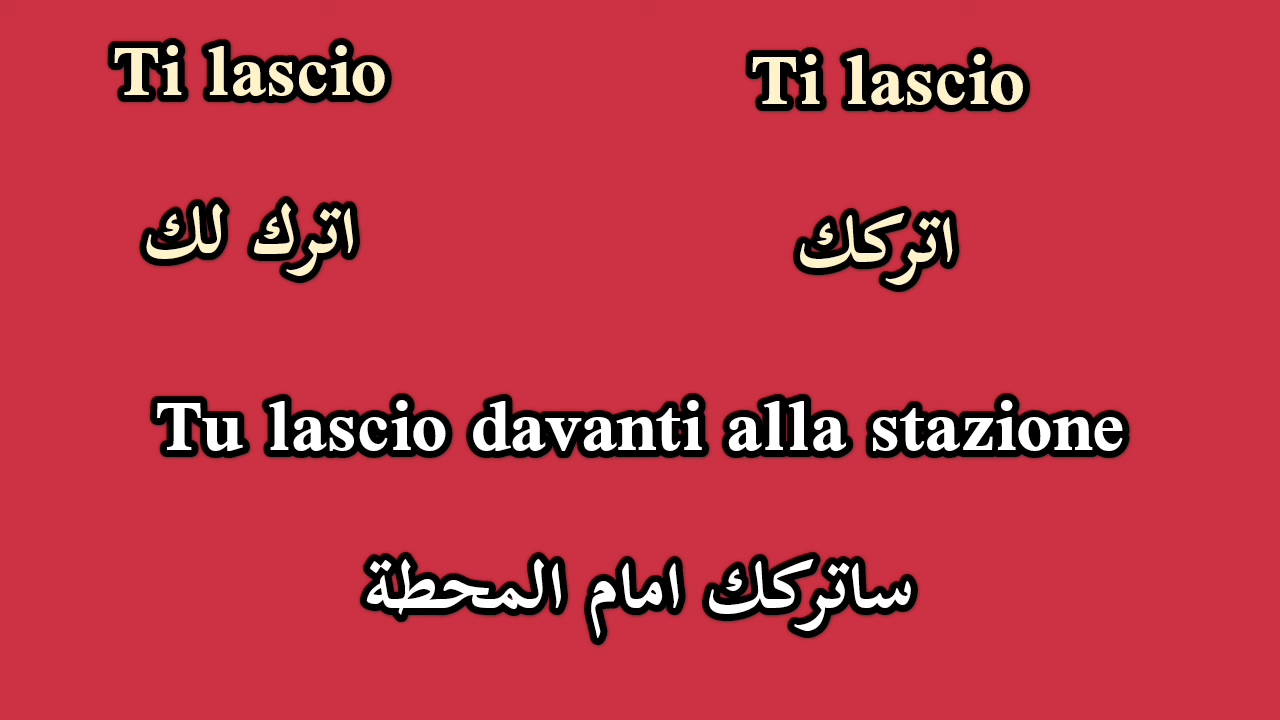 Ti lascio
Ti lascio
اترك لك
اتركك
Tu lascio davanti alla stazione
ساتركك امام المحطة